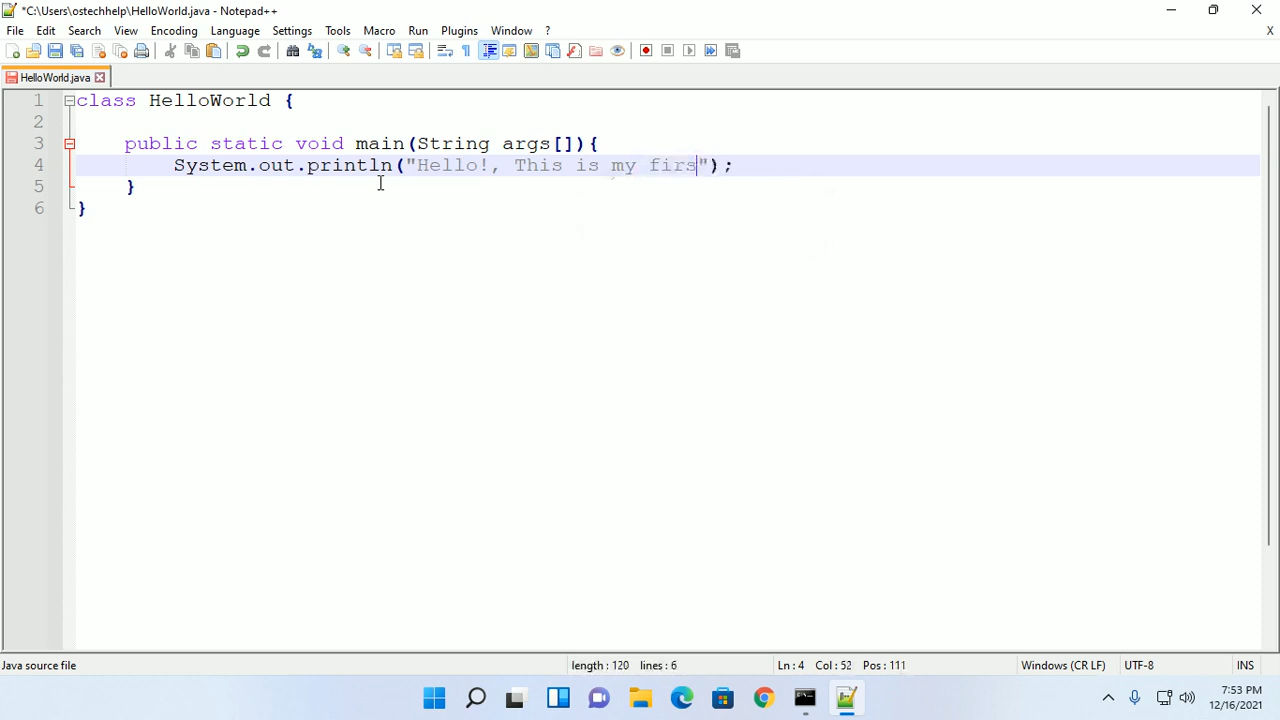 *C:\Users\ostechhelp\HelloWorld.java - Notepad++
File Edit Search View Encoding Language Settings Tools Macro Run Plugins Window ? X
HelloWorld.java
1 class HelloWorld {
2
3 public static void main(String args[]){
4 System.out.println("Hello!, This is my firs");
5 }
6 }
Java source file length : 120 lines : 6 Ln : 4 Col : 52 Pos : 111 Windows (CR LF) UTF-8 INS
7:53 PM
12/16/2021